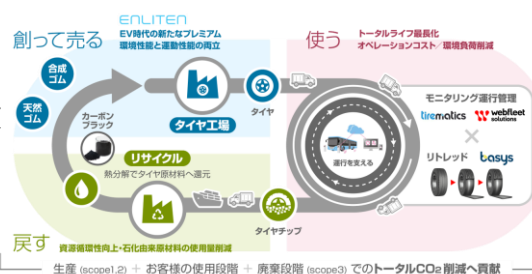 創って売る
ENLITEN
EV時代の新たなプレミアム
環境性能と運動性能の両立
使う
トータルライフ最長化
オペレーションコスト／環境負荷削減
合成
ゴム
天然
ゴム
カーボン
ブラック
タイヤ工場
タイヤ
運行を支える
モニタリング運行管理
tirematics
webfleet
solutions
リトレッド
tasys
リサイクル
熱分解でタイヤ原材料へ還元
タイヤチップ
戻す
資源循環性向上・石化由来原材料の使用量削減
生産 (scope1,2) + お客様の使用段階 + 廃棄段階 (scope3) でのトータルCO2削減へ貢献